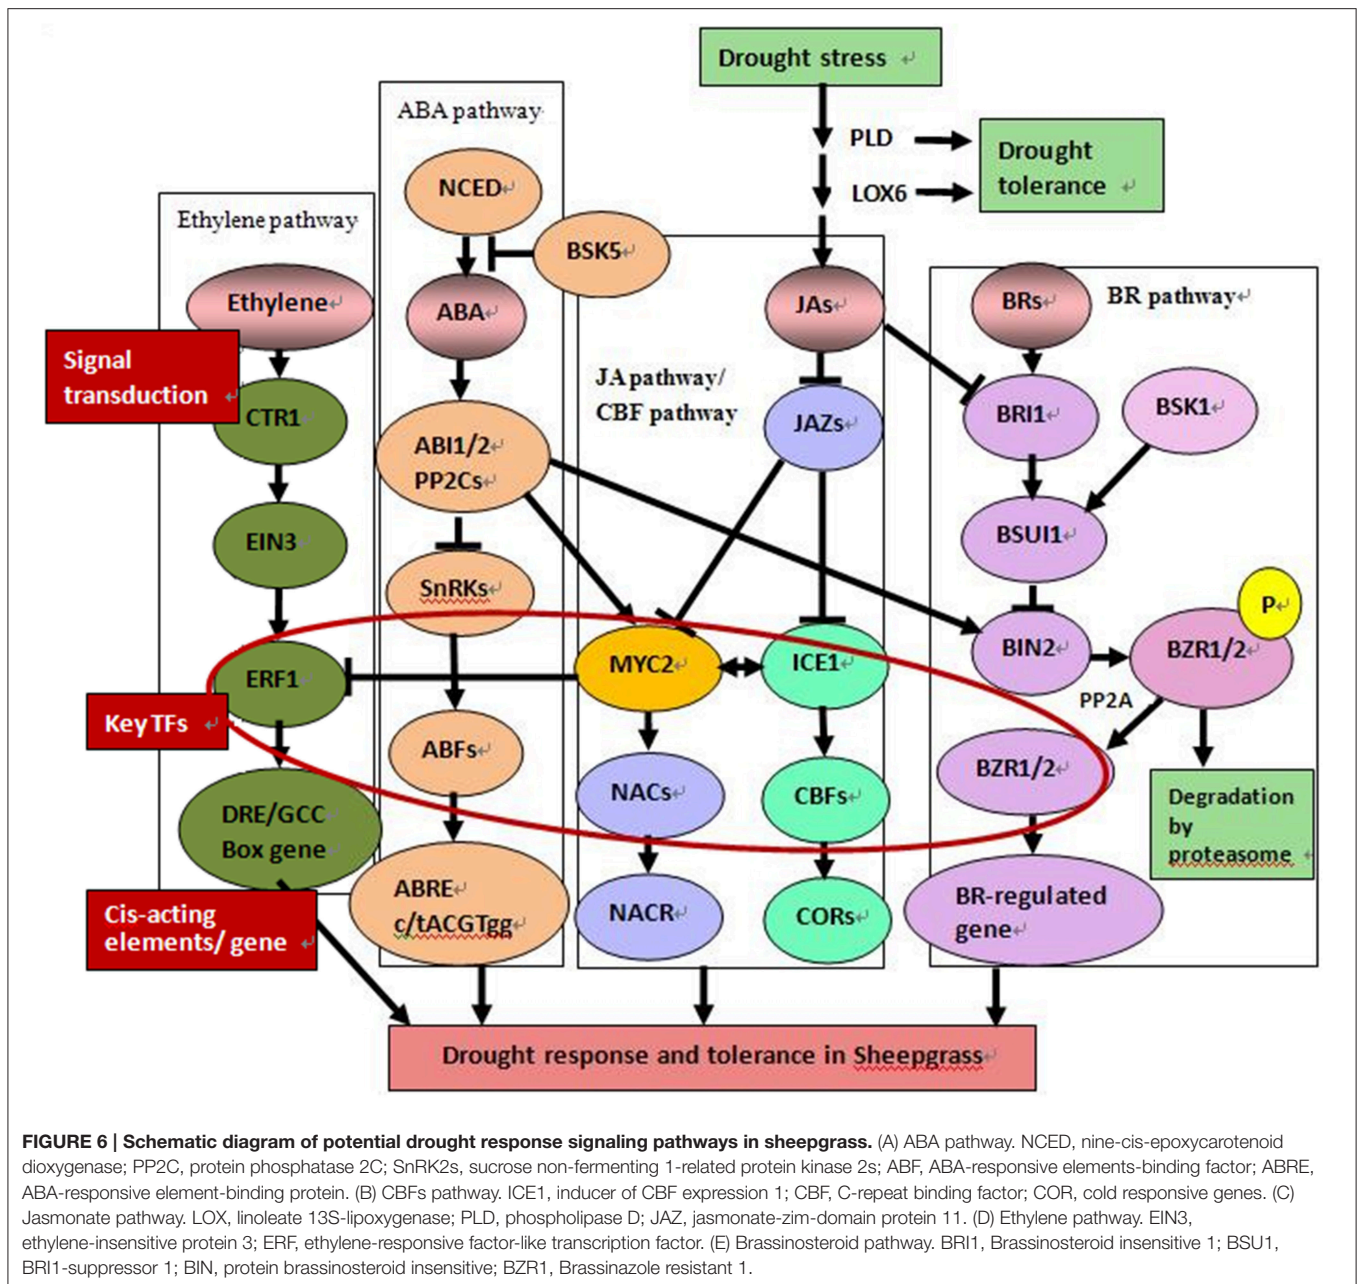 Drought stress
PLD
LOX6
Drought
tolerance
ABA pathway
NCED
BSK5
ABA
ABI1/2
PP2Cs
SnRKs
ABFs
ABRE
c/tACGTgg
Ethylene pathway
Ethylene
Signal
transduction
CTR1
EIN3
ERF1
Key TFs
DRE/GCC
Box gene
Cis-acting
elements/ gene
JA pathway/
CBF pathway
JAs
JAZs
MYC2
ICE1
NACs
CBFs
NACR
CORs
BR pathway
BRs
BRI1
BSK1
BSUI1
BIN2
P
BZR1/2
PP2A
BZR1/2
Degradation
by
proteasome
BR-regulated
gene
Drought response and tolerance in Sheepgrass
FIGURE 6 | Schematic diagram of potential drought response signaling pathways in sheepgrass. (A) ABA pathway. NCED, nine-cis-epoxycarotenoid
dioxygenase; PP2C, protein phosphatase 2C; SnRK2s, sucrose non-fermenting 1-related protein kinase 2s; ABF, ABA-responsive elements-binding factor; ABRE,
ABA-responsive element-binding protein. (B) CBFs pathway. ICE1, inducer of CBF expression 1; CBF, C-repeat binding factor; COR, cold responsive genes. (C)
Jasmonate pathway. LOX, linoleate 13S-lipoxygenase; PLD, phospholipase D; JAZ, jasmonate-zim-domain protein 11. (D) Ethylene pathway. EIN3,
ethylene-insensitive protein 3; ERF, ethylene-responsive factor-like transcription factor. (E) Brassinosteroid pathway. BRI1, Brassinosteroid insensitive 1; BSU1,
BRI1-suppressor 1; BIN, protein brassinosteroid insensitive; BZR1, Brassinazole resistant 1.